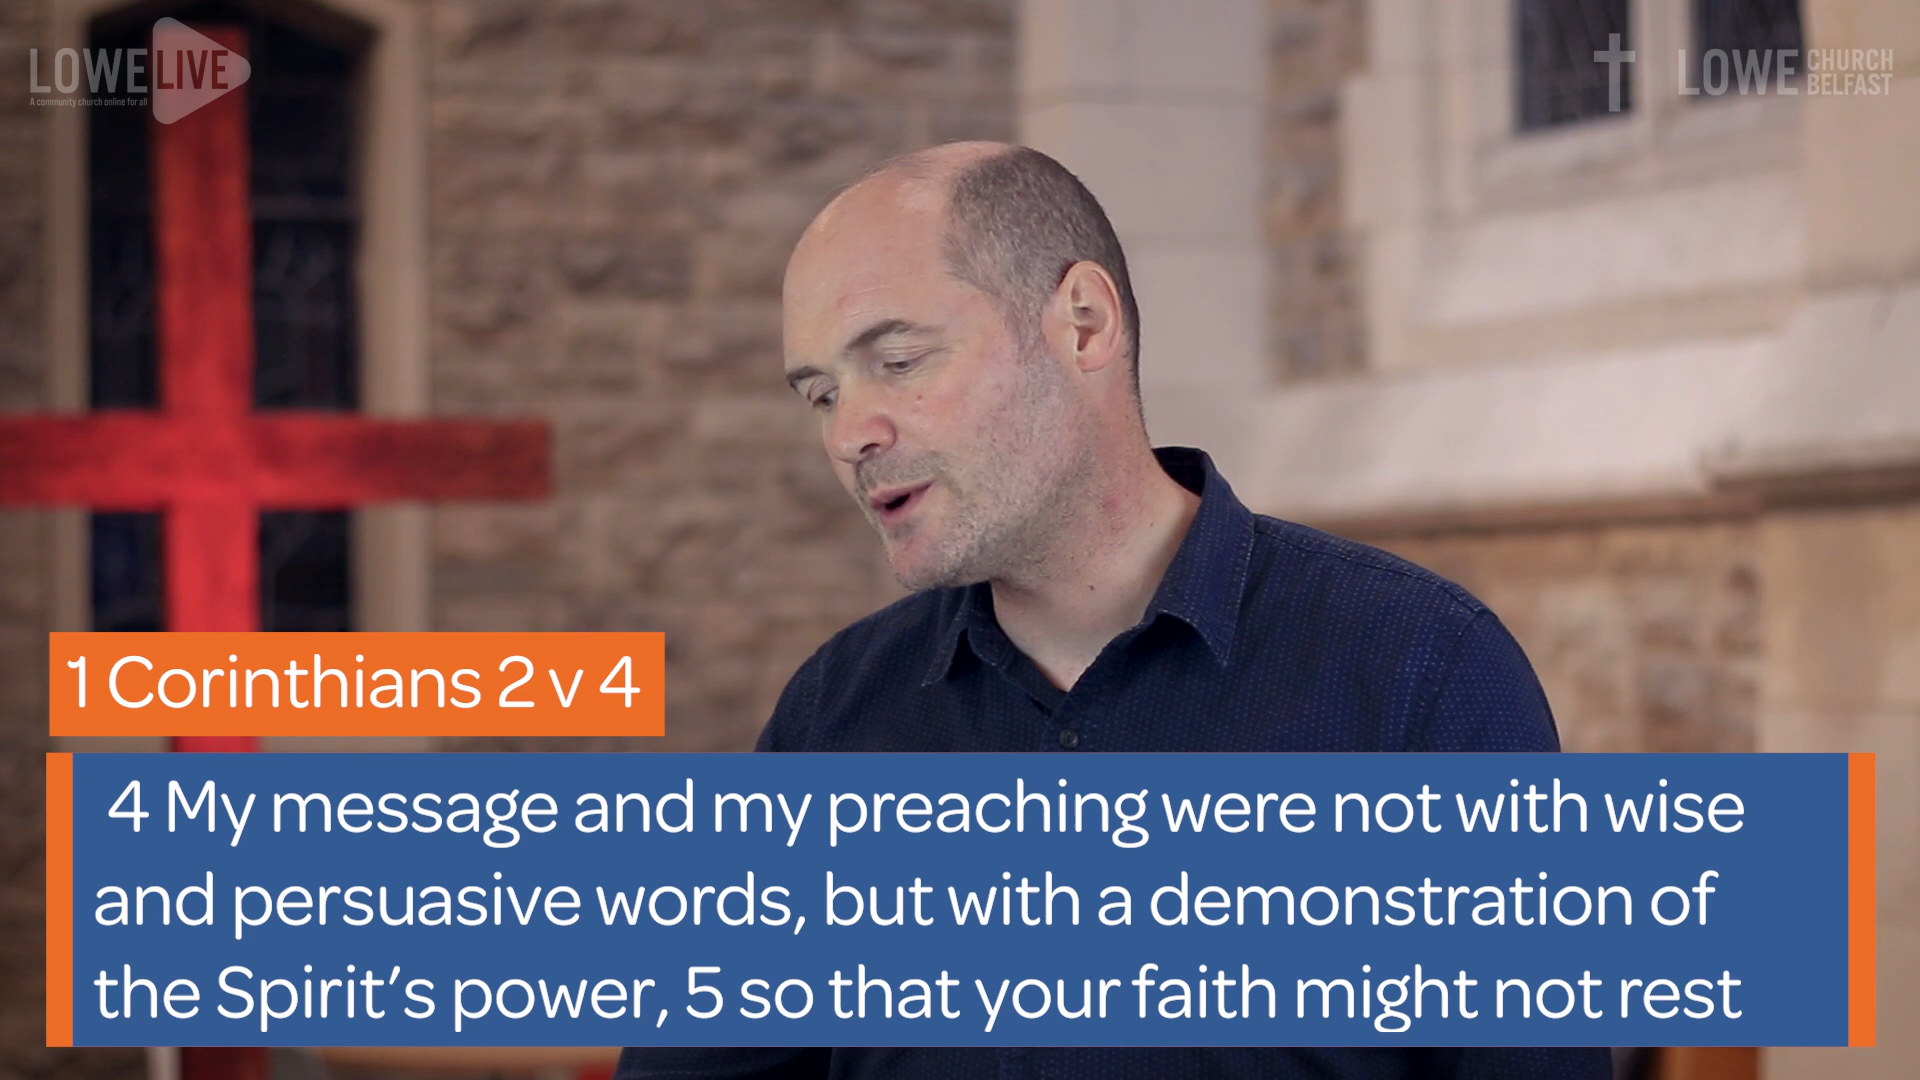 LOWE LIVE
A community church online for all
LOWE CHURCH BELFAST
1 Corinthians 2 v 4
4 My message and my preaching were not with wise
and persuasive words, but with a demonstration of
the Spirit’s power, 5 so that your faith might not rest